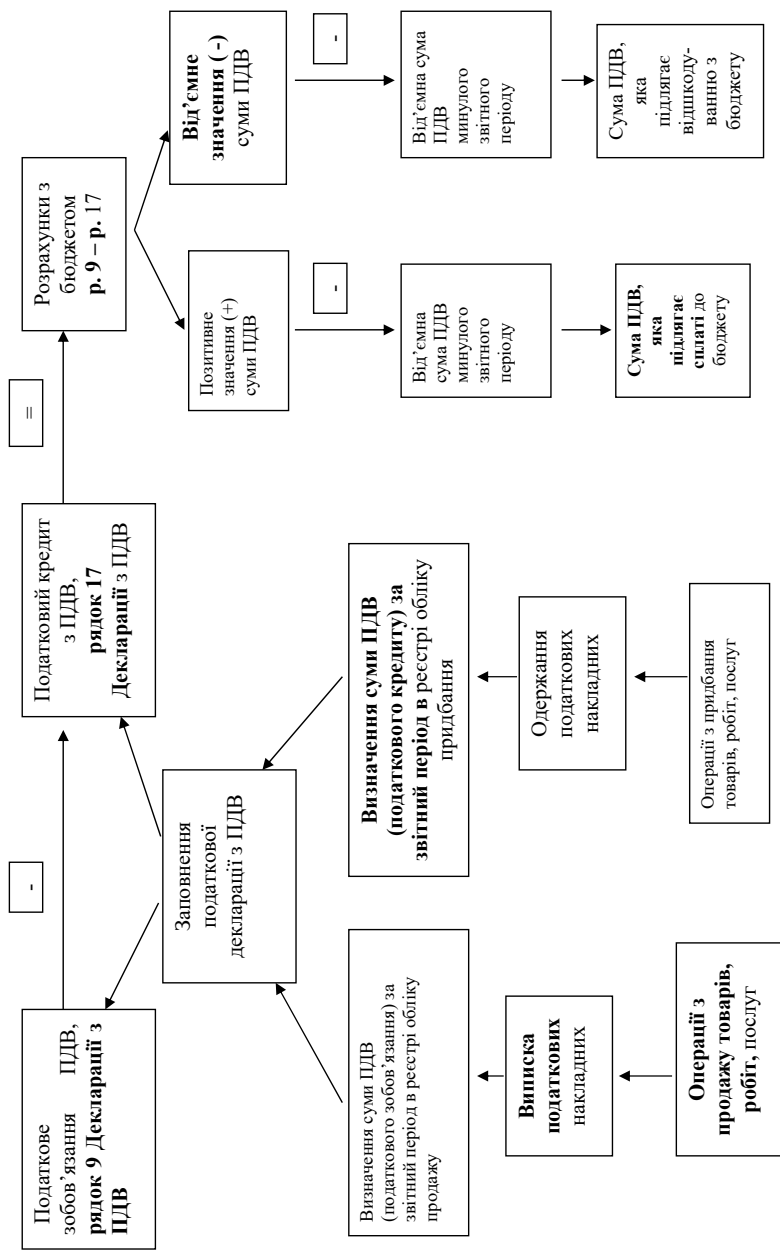 Податкове ПДВ,
зобов’язання
рядок 9 Декларації з
ПДВ
-
Податковий кредит
з ПДВ,
рядок 17
Декларації з ПДВ
=
Розрахунки з
бюджетом
р. 9 – р. 17
Заповнення
податкової
декларації з ПДВ
Позитивне
значення (+)
суми ПДВ
Від’ємне
значення (-)
суми ПДВ
-
-
Визначення суми ПДВ
(податкового зобов’язання) за
звітний період в реєстрі обліку
продажу
Визначення суми ПДВ
(податкового кредиту) за
звітний період в реєстрі обліку
придбання
Від’ємна
сума ПДВ
минулого
звітного
періоду
Від’ємна сума
ПДВ
минулого
звітного
періоду
Виписка
податкових
накладних
Одержання
податкових
накладних
Сума ПДВ,
яка
підлягає
сплаті до
бюджету
Сума ПДВ,
яка
підлягає
відшкоду-
ванню з
бюджету
Операції з
продажу товарів,
робіт, послуг
Операції з придбання
товарів, робіт, послуг